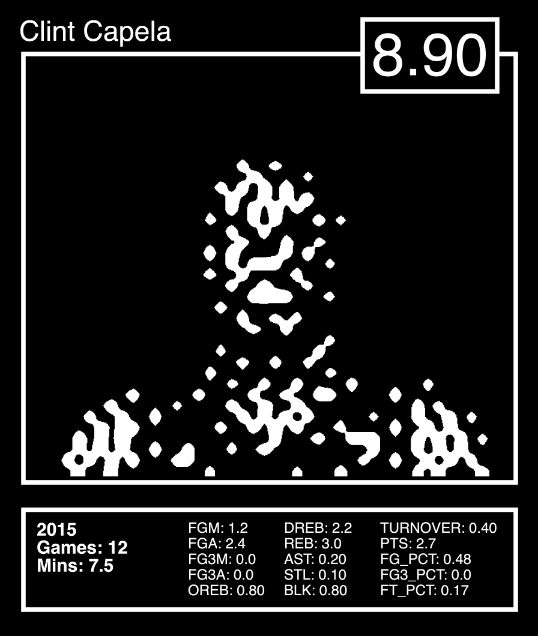 Clint Capela
8.90
2015
Games: 12
Mins: 7.5
FGM: 1.2
FGA: 2.4
FG3M: 0.0
FG3A: 0.0
OREB: 0.80
DREB: 2.2
REB: 3.0
AST: 0.20
STL: 0.10
BLK: 0.80
TURNOVER: 0.40
PTS: 2.7
FG_PCT: 0.48
FG3_PCT: 0.0
FT_PCT: 0.17